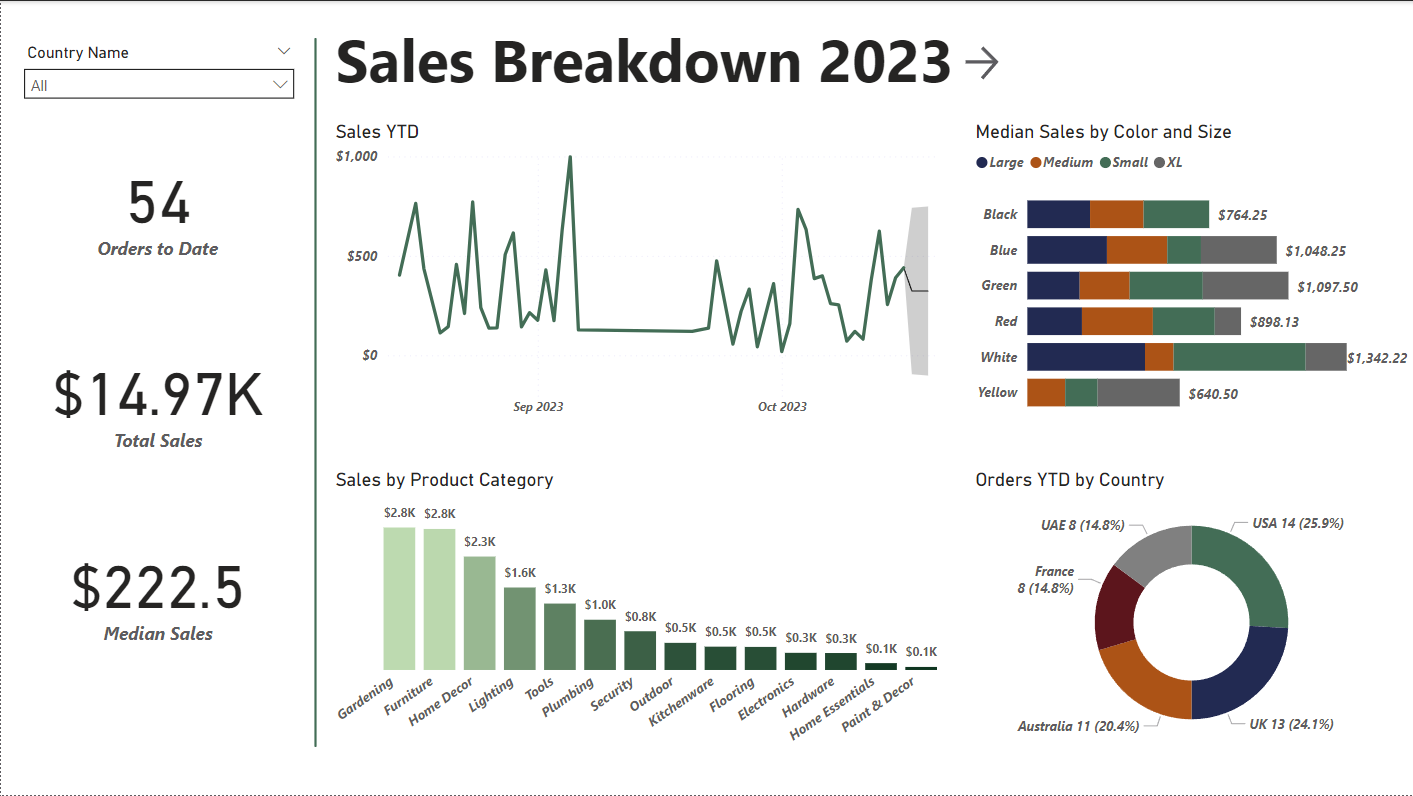 Country Name
All
54
Orders to Date
$14.97K
Total Sales
$222.5
Median Sales
Sales Breakdown 2023
Sales YTD
$1,000
$500
$0
Sep 2023
Oct 2023
Median Sales by Color and Size
Large Medium Small XL
Black $764.25
Blue $1,048.25
Green $1,097.50
Red $898.13
White $1,342.22
Yellow $640.50
Sales by Product Category
$2.8K $2.8K $2.3K $1.6K $1.3K $1.0K $0.8K $0.5K $0.5K $0.5K $0.3K $0.3K $0.1K $0.1K
Gardening Furniture Home Decor Lighting Tools Plumbing Security Outdoor Kitchenware Flooring Electronics Hardware Home Essentials Paint & Decor
Orders YTD by Country
UAE 8 (14.8%)
USA 14 (25.9%)
France
8 (14.8%)
Australia 11 (20.4%)
UK 13 (24.1%)